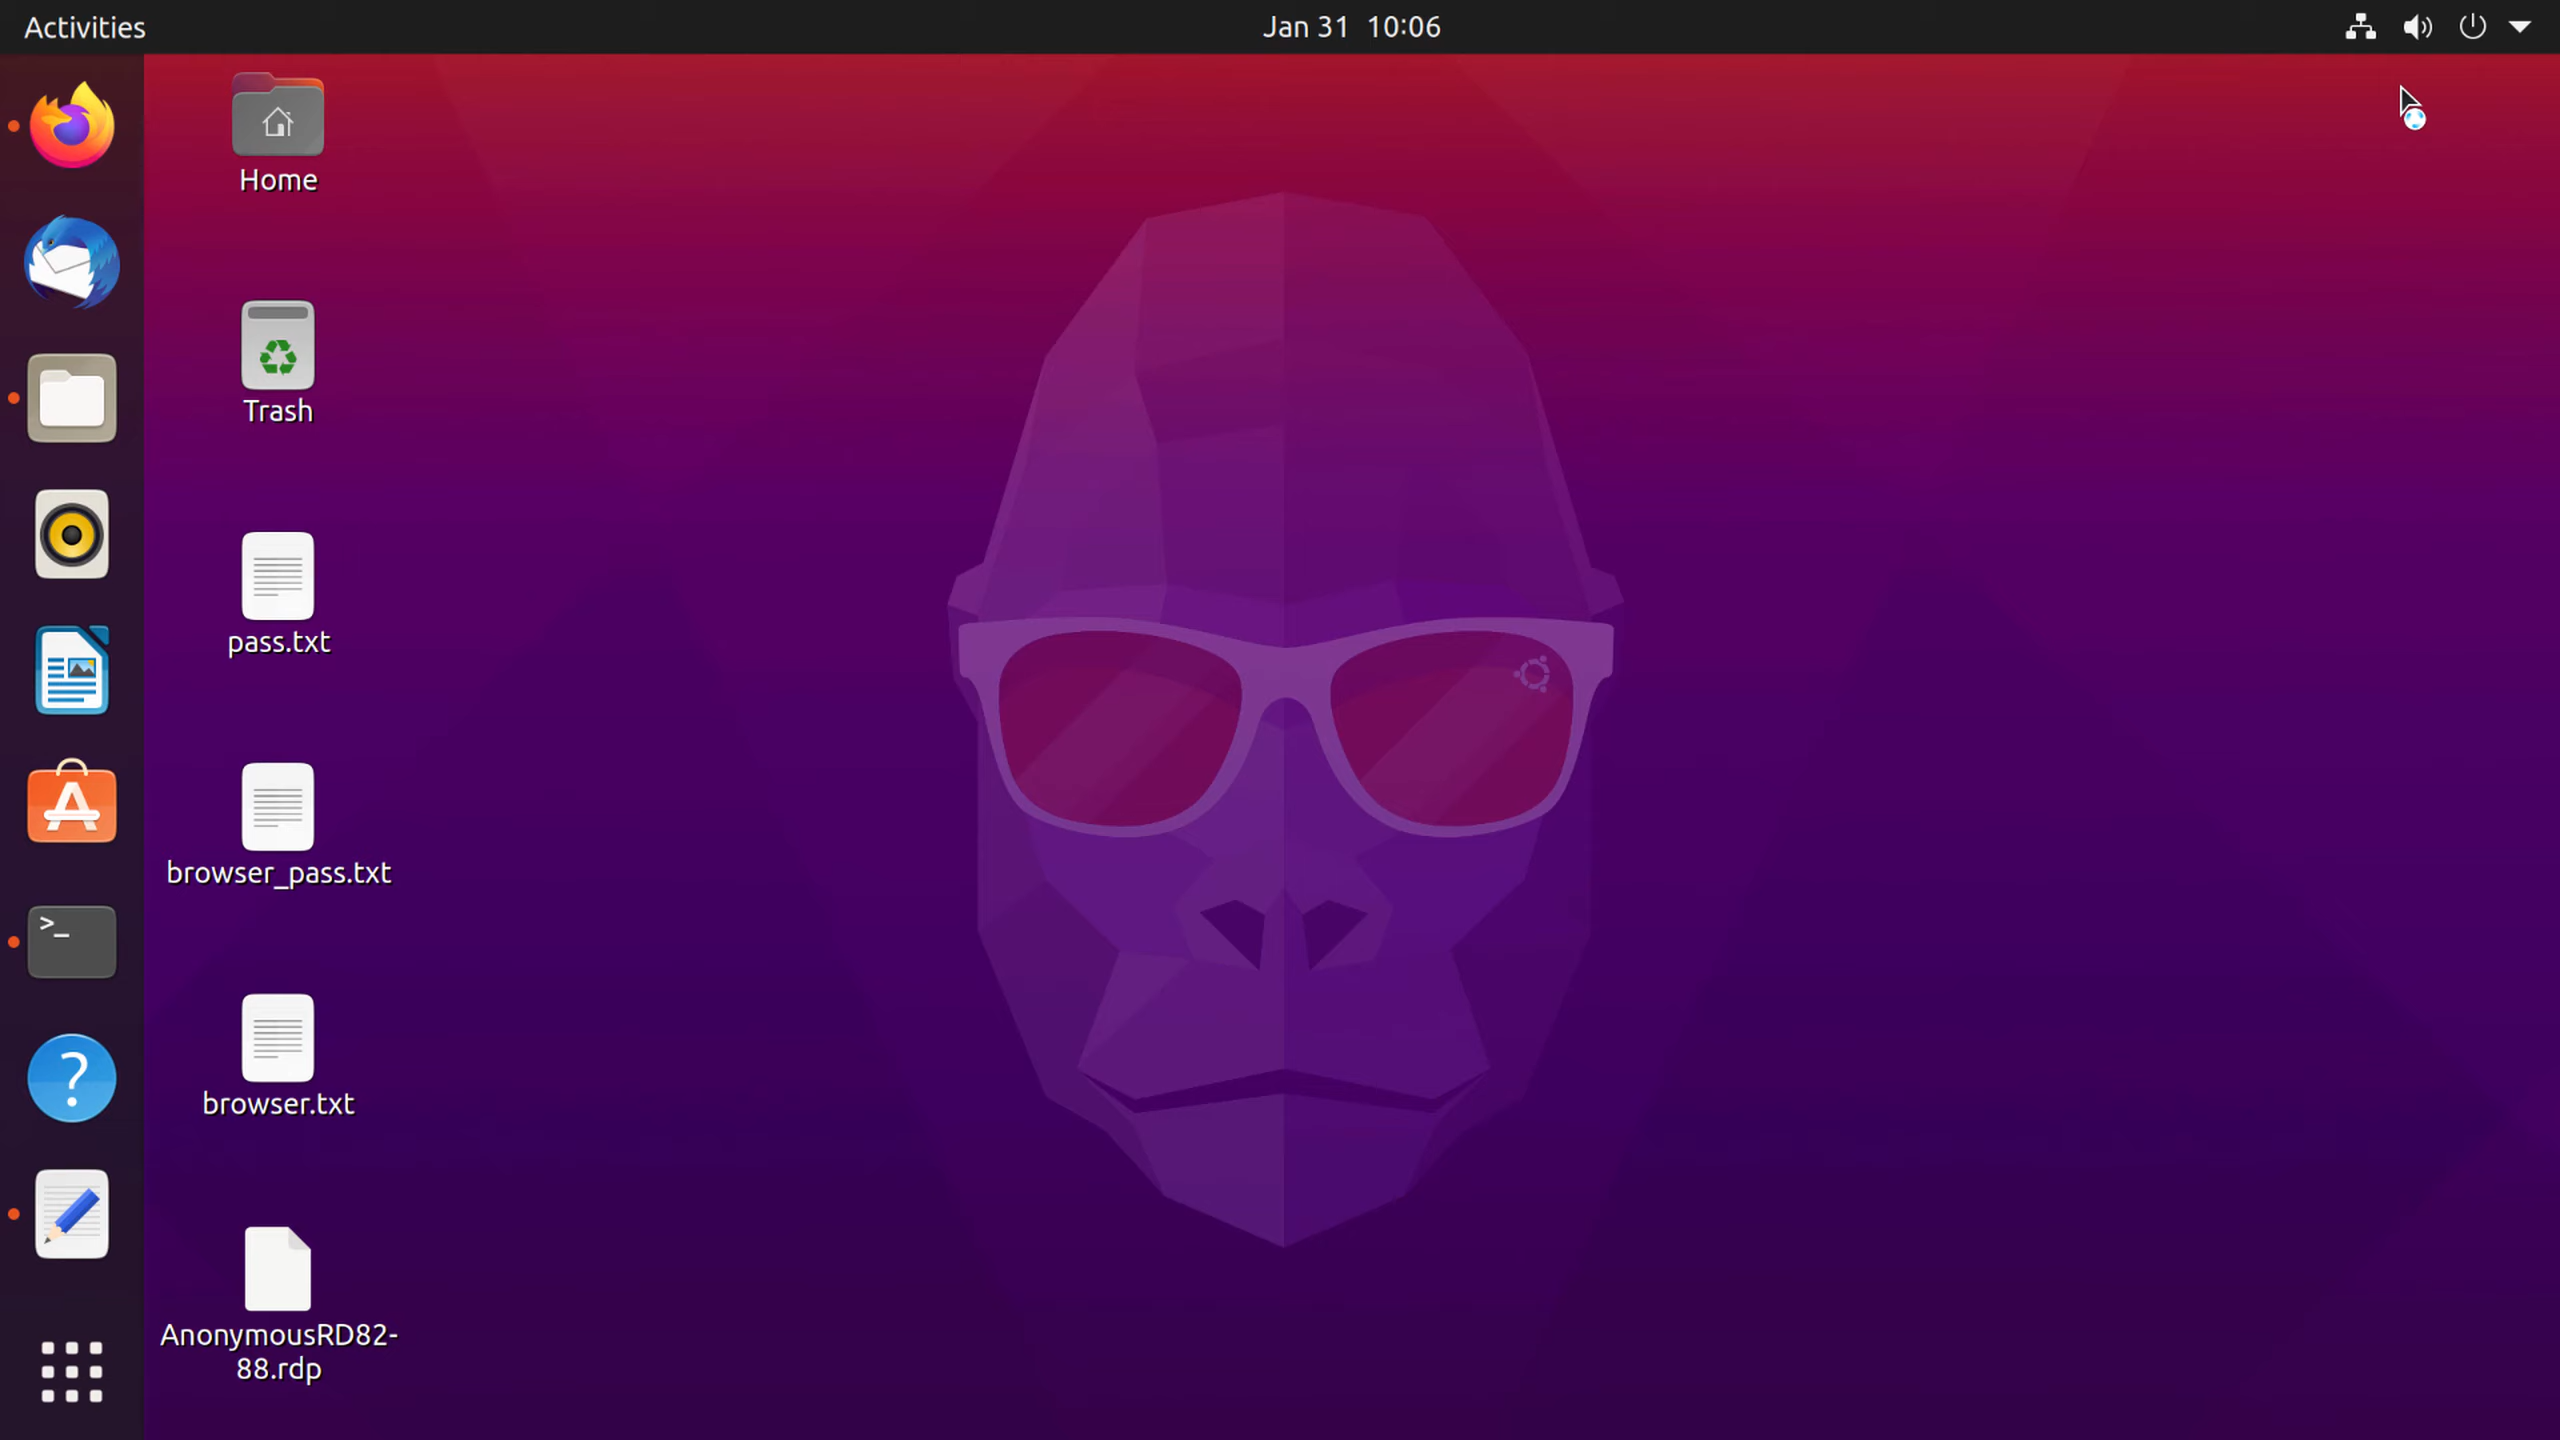 Activities
Jan 31 10:06
Home
Trash
pass.txt
browser_pass.txt
browser.txt
AnonymousRD82-
88.rdp